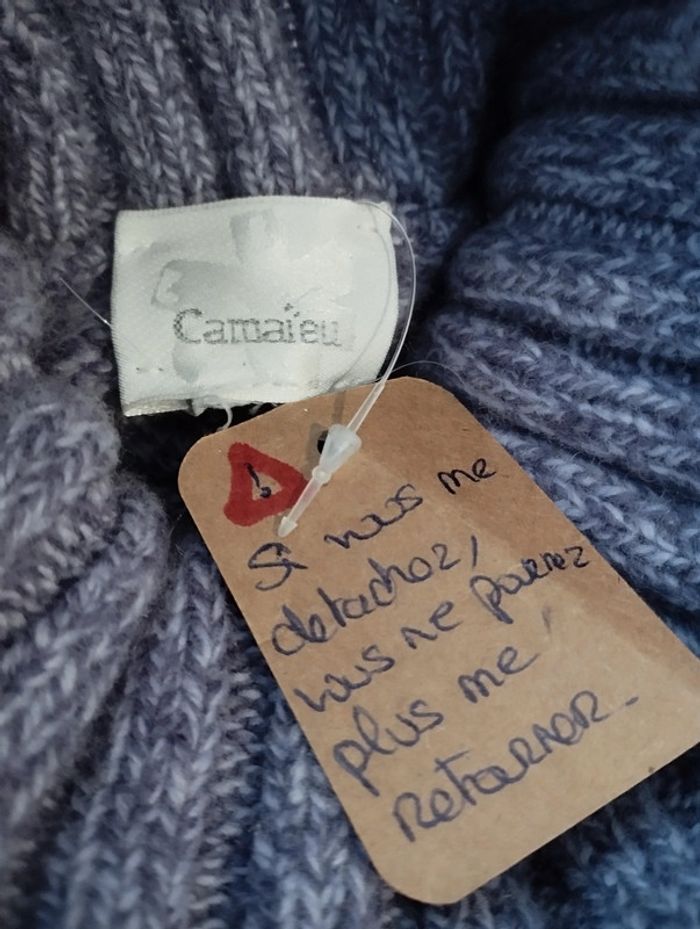 Camaïeu
!
Si vous me
detachez,
vous ne pourrez
plus me
retourner.